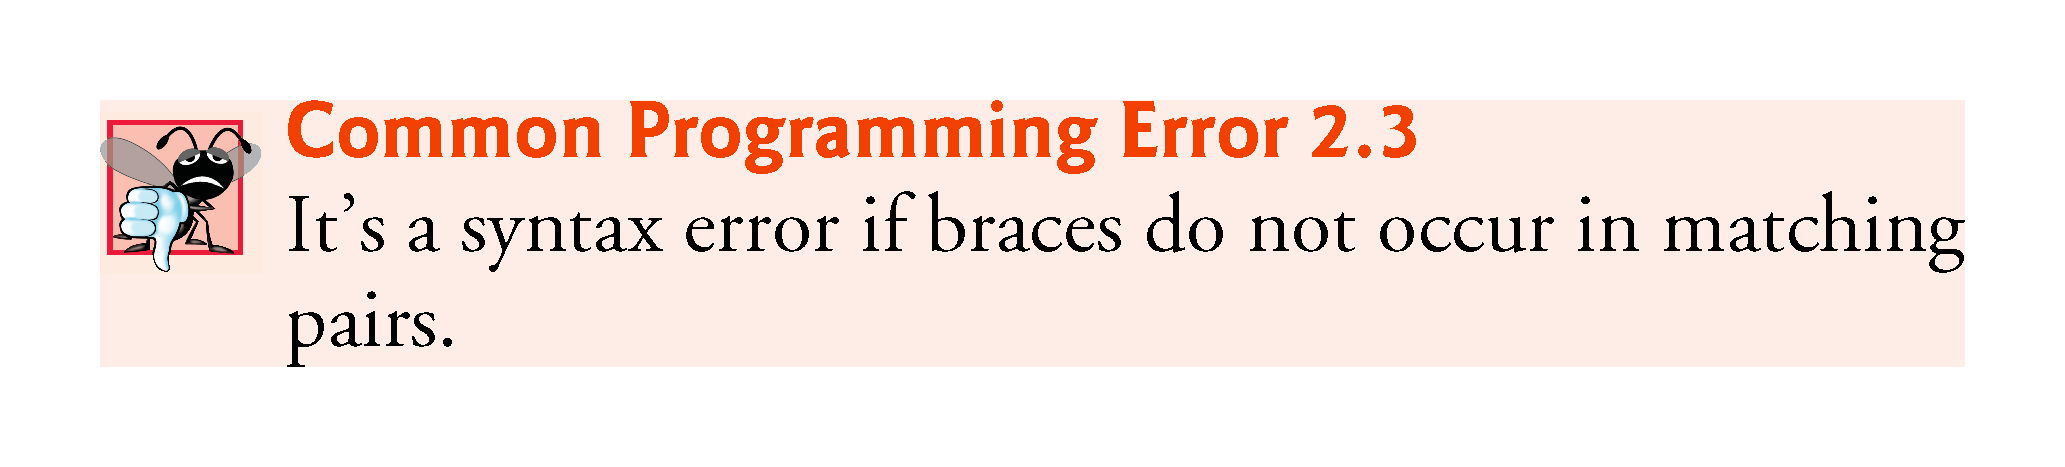 Common Programming Error 2.3
It’s a syntax error if braces do not occur in matching
pairs.